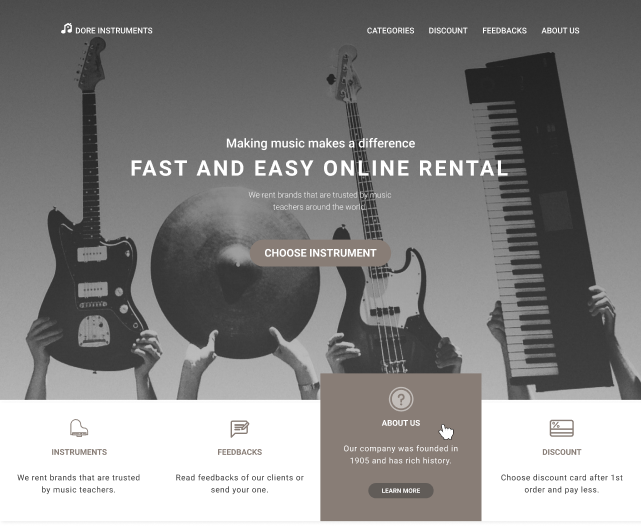 DORE INSTRUMENTS
CATEGORIES DISCOUNT FEEDBACKS ABOUT US
Making music makes a difference
FAST AND EASY ONLINE RENTAL
We rent brands that are trusted by music
teachers around the world.
CHOOSE INSTRUMENT
INSTRUMENTS
We rent instruments that are trusted
by music teachers.
FEEDBACKS
Read feedbacks of our clients or
send your one.
?
ABOUT US
Our company was founded in
1905 and has rich history.
LEARN MORE
%
DISCOUNT
Choose discount card after 1st
order and pay less.